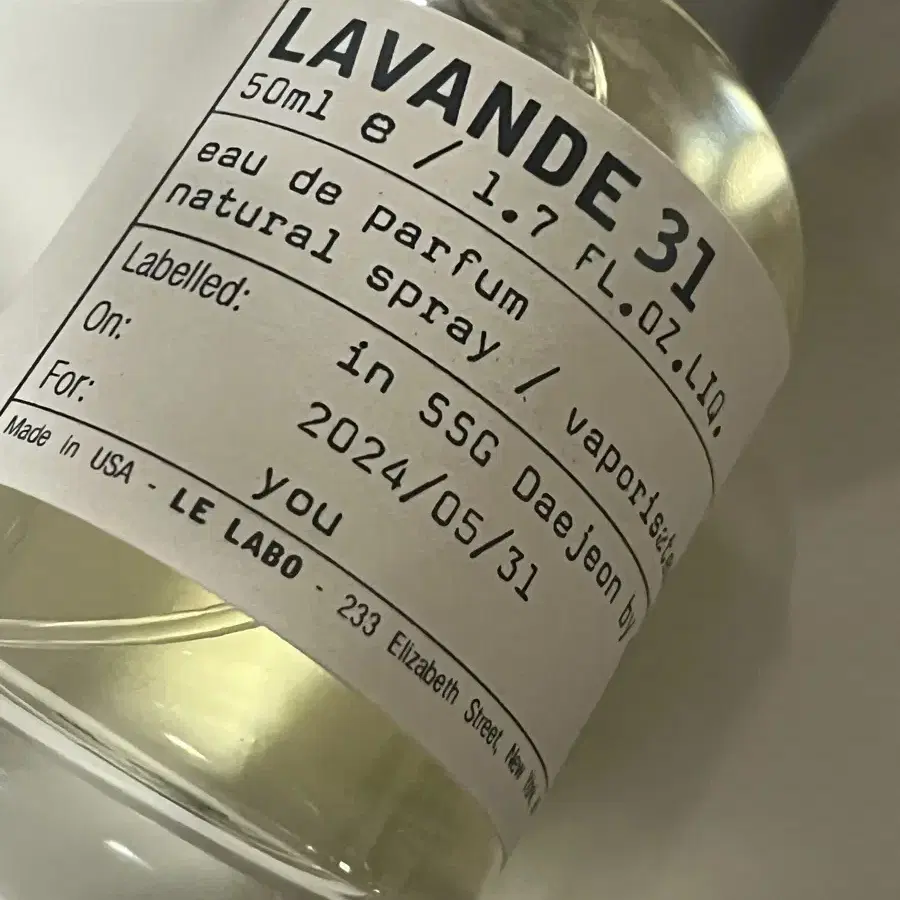 LAVANDE 31
50ml e / 1.7 FL.OZ.LIQ.
eau de parfum
natural spray /
Labelled: in SSG Daejeon by
On: 2024/05/31
For: you
Made in USA - LE LABO - 233 Elizabeth Street, New